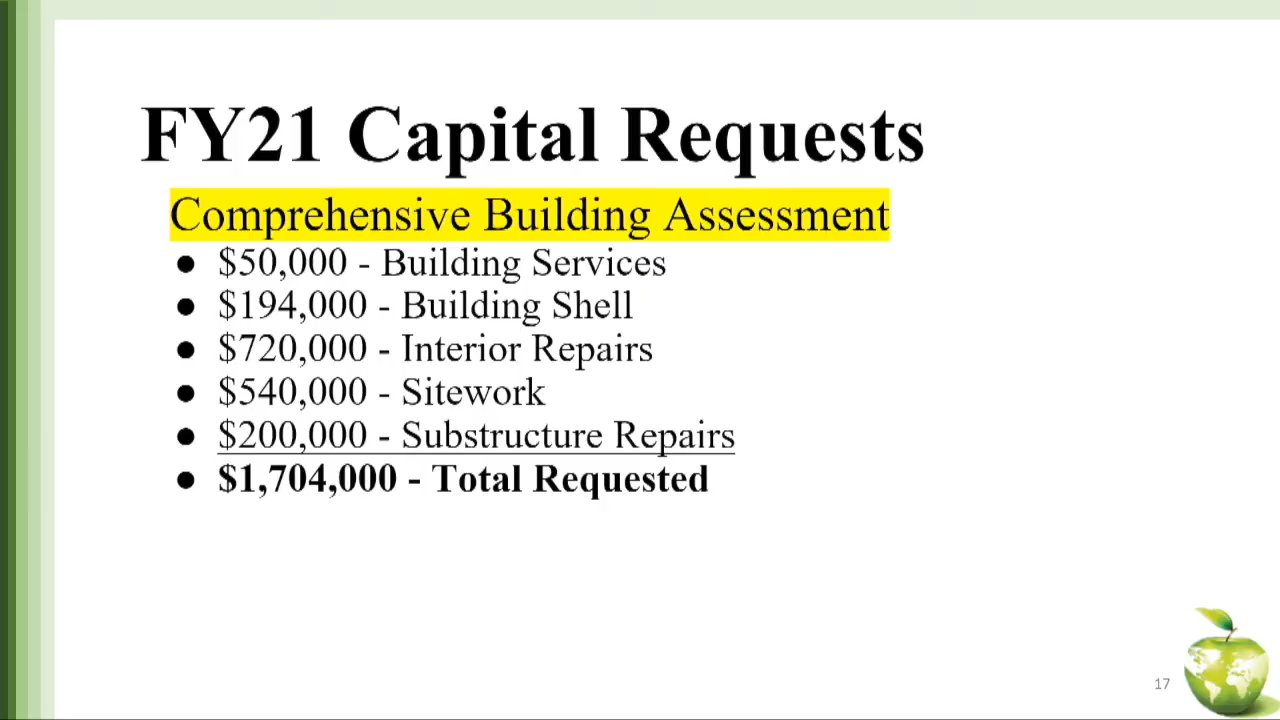 FY21 Capital Requests
Comprehensive Building Assessment
● $50,000 - Building Services
● $194,000 - Building Shell
● $720,000 - Interior Repairs
● $540,000 - Sitework
● $200,000 - Substructure Repairs
● $1,704,000 - Total Requested
17